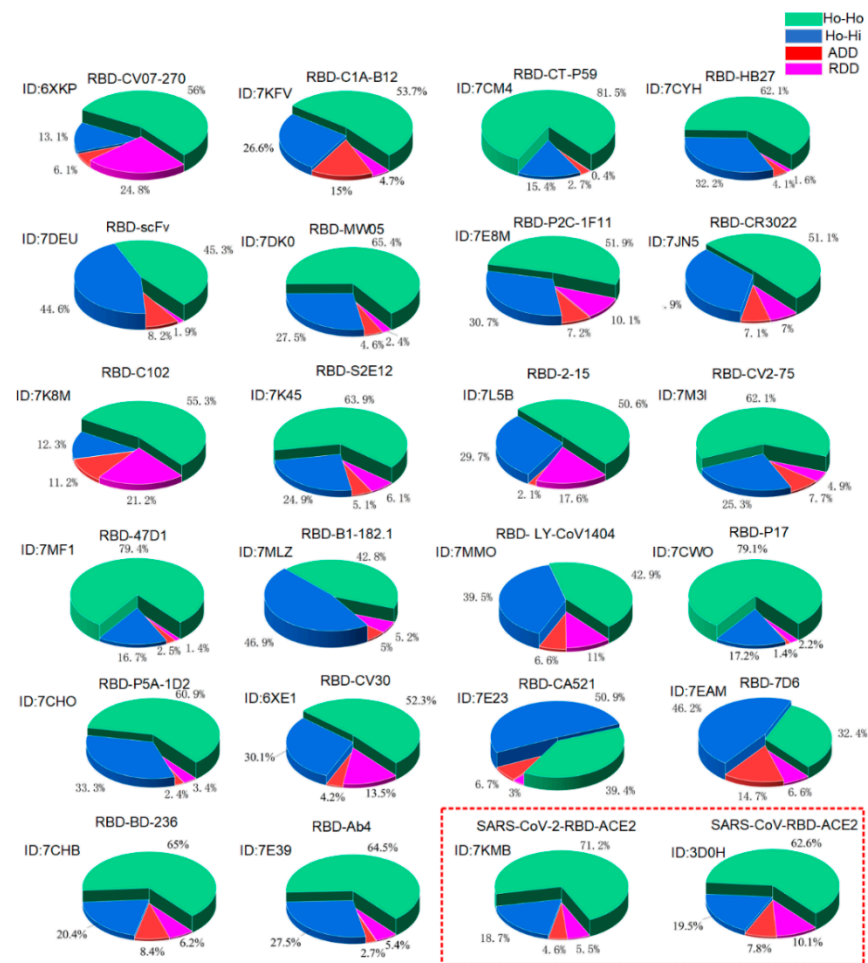 Ho-Ho
Ho-Hi
ADD
RDD
RBD-CV07-270
ID:6XKP
56%
13.1%
6.1%
24.8%
RBD-C1A-B12
ID:7KFV
53.7%
26.6%
15%
4.7%
RBD-CT-P59
ID:7CM4
81.5%
15.4%
2.7%
0.4%
RBD-HB27
ID:7CYH
62.1%
32.2%
4.1%
1.6%
RBD-scFv
ID:7DEU
45.3%
44.6%
8.2%
1.9%
RBD-MW05
ID:7DK0
65.4%
27.5%
4.6%
2.4%
RBD-P2C-1F11
ID:7E8M
51.9%
30.7%
7.2%
10.1%
RBD-CR3022
ID:7JN5
51.1%
.9%
7.1%
7%
RBD-C102
ID:7K8M
55.3%
12.3%
11.2%
21.2%
RBD-S2E12
ID:7K45
63.9%
24.9%
5.1%
6.1%
RBD-2-15
ID:7L5B
50.6%
29.7%
2.1%
17.6%
RBD-CV2-75
ID:7M3I
62.1%
25.3%
7.7%
4.9%
RBD-47D1
ID:7MF1
79.4%
16.7%
2.5%
1.4%
RBD-B1-182.1
ID:7MLZ
42.8%
46.9%
5%
5.2%
RBD- LY-CoV1404
ID:7MMO
39.5%
42.9%
6.6%
11%
RBD-P17
ID:7CWO
79.1%
17.2%
1.4%
2.2%
RBD-P5A-1D2
ID:7CHO
60.9%
33.3%
2.4%
3.4%
RBD-CV30
ID:6XE1
52.3%
30.1%
4.2%
13.5%
RBD-CA521
ID:7E23
50.9%
6.7%
3%
39.4%
RBD-7D6
ID:7EAM
46.2%
32.4%
14.7%
6.6%
RBD-BD-236
ID:7CHB
65%
20.4%
8.4%
6.2%
RBD-Ab4
ID:7E39
64.5%
27.5%
2.7%
5.4%
SARS-CoV-2-RBD-ACE2
ID:7KMB
71.2%
18.7%
4.6%
5.5%
SARS-CoV-RBD-ACE2
ID:3D0H
62.6%
19.5%
7.8%
10.1%